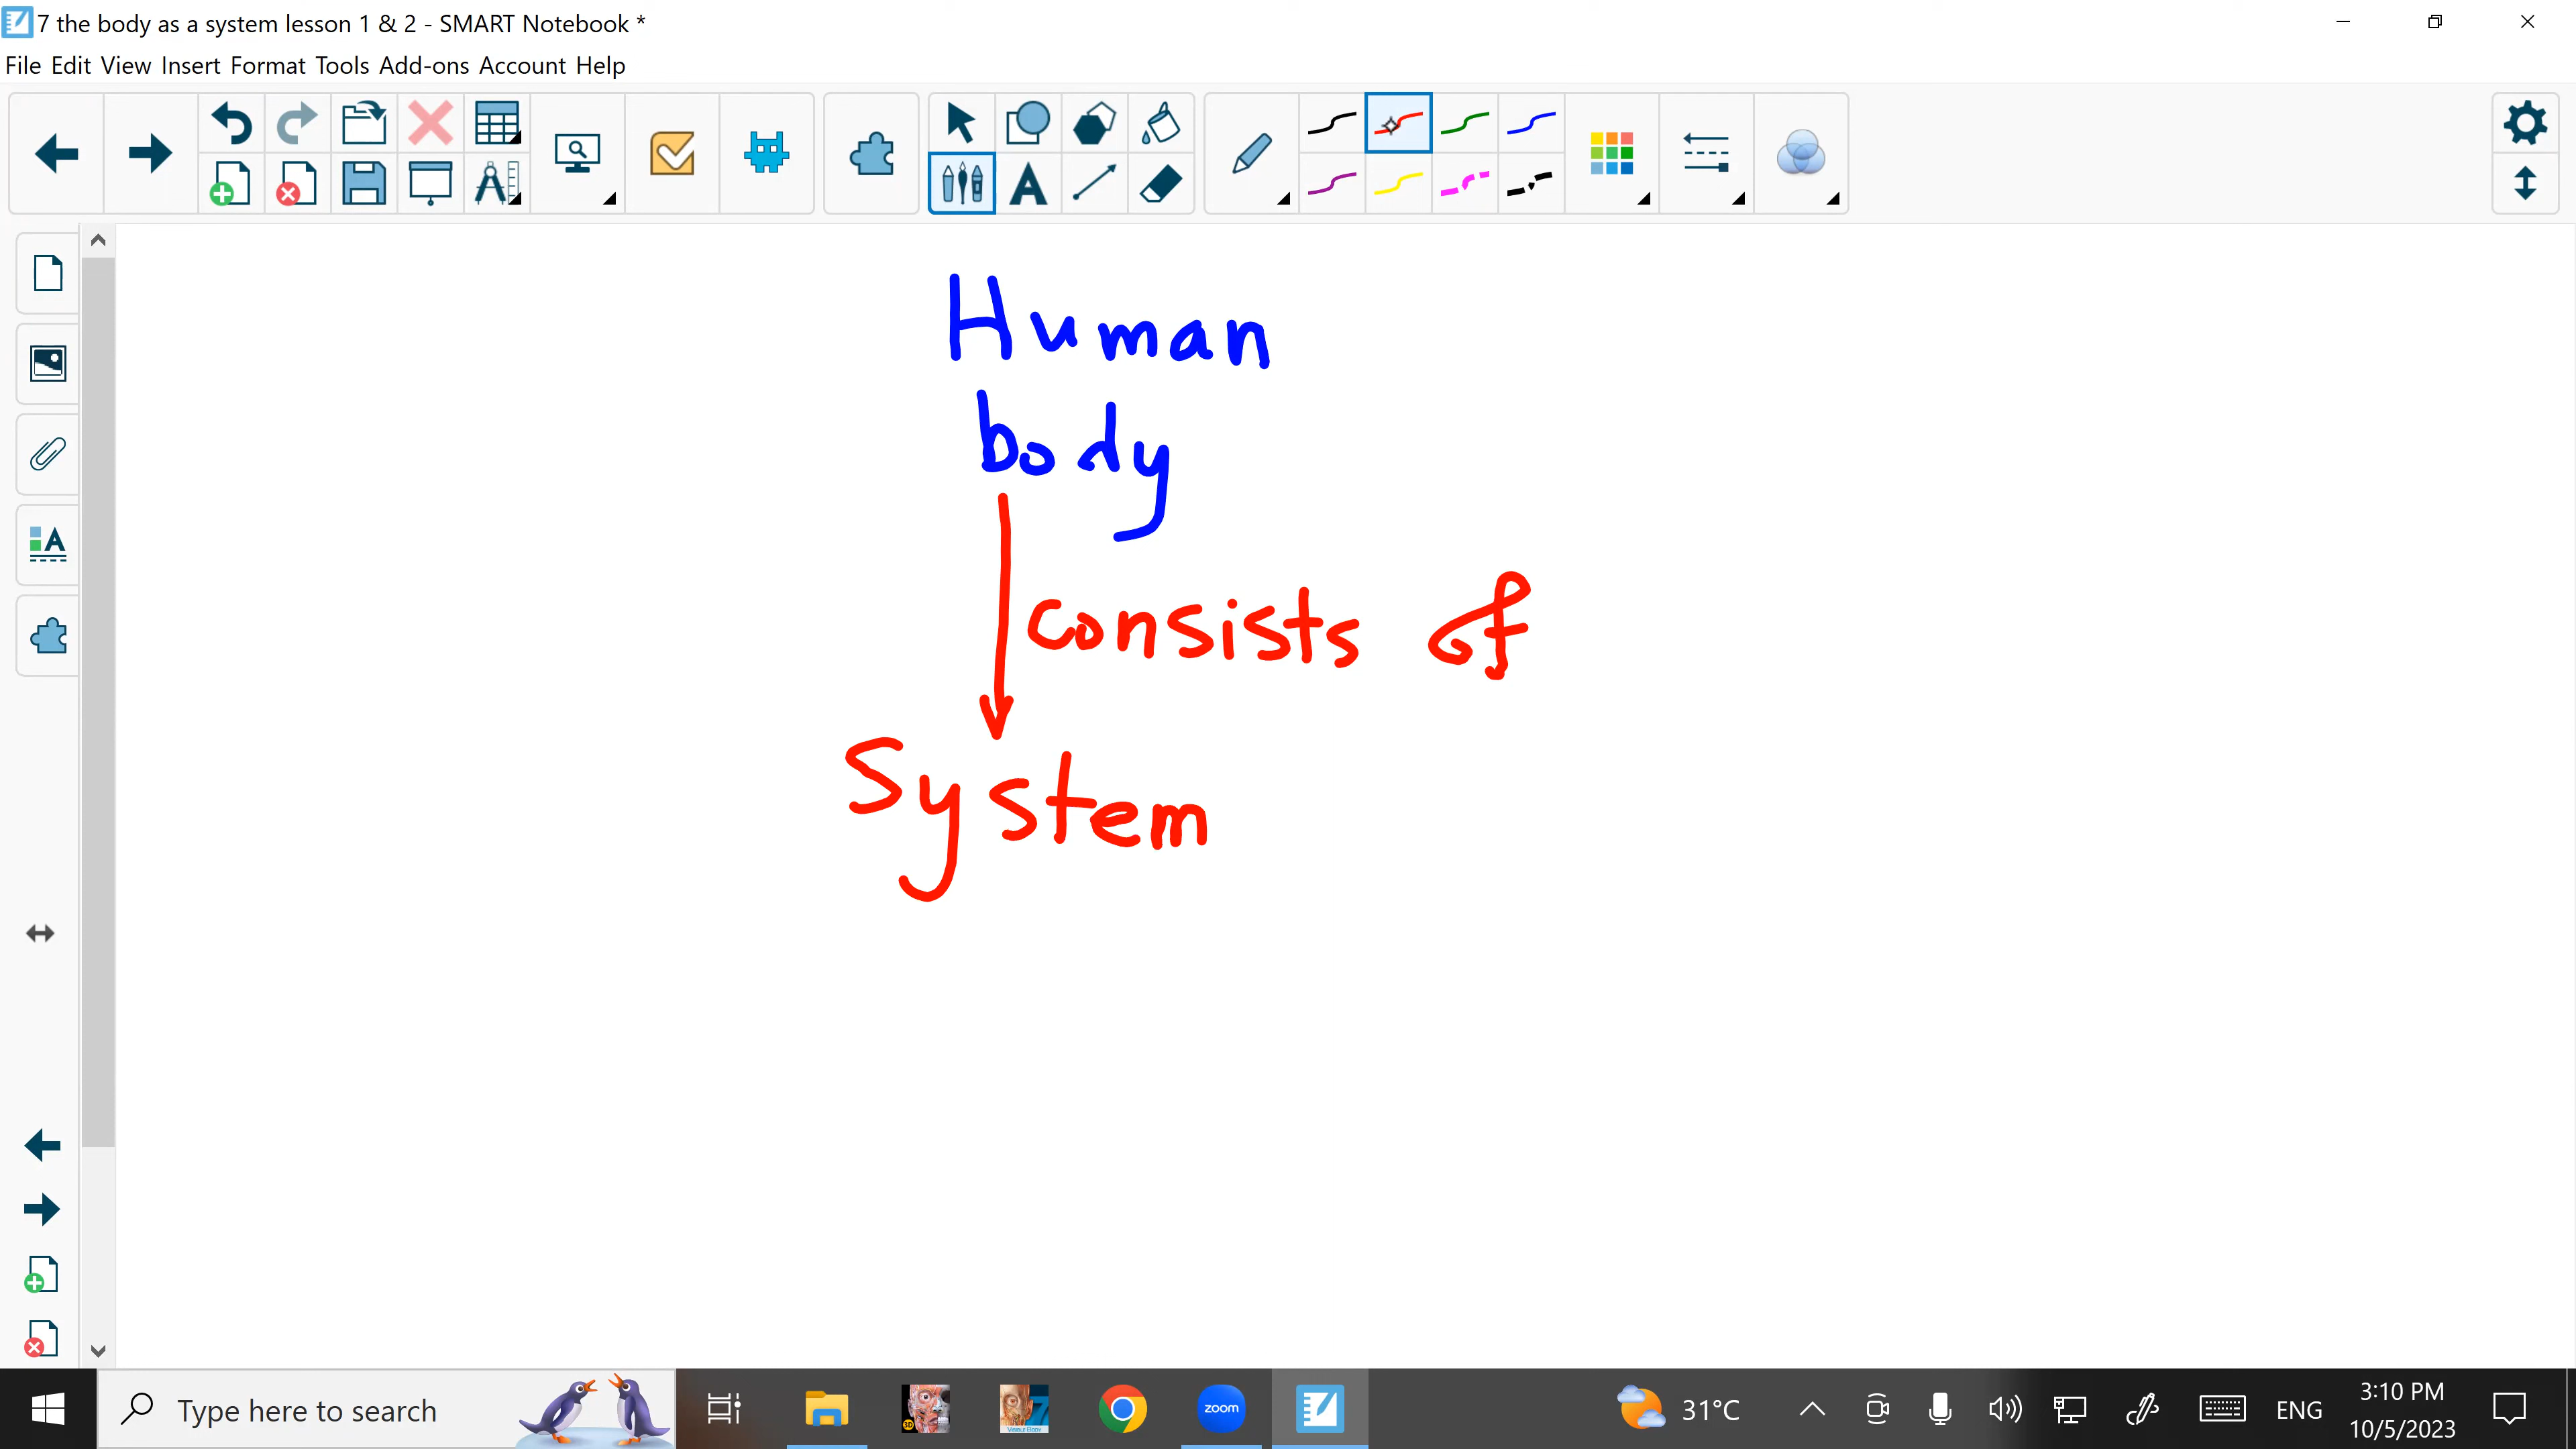 7 the body as a system lesson 1 & 2 - SMART Notebook *
File Edit View Insert Format Tools Add-ons Account Help
Human
body
consists of
System
Type here to search
zoom
31°C
ENG
3:10 PM
10/5/2023